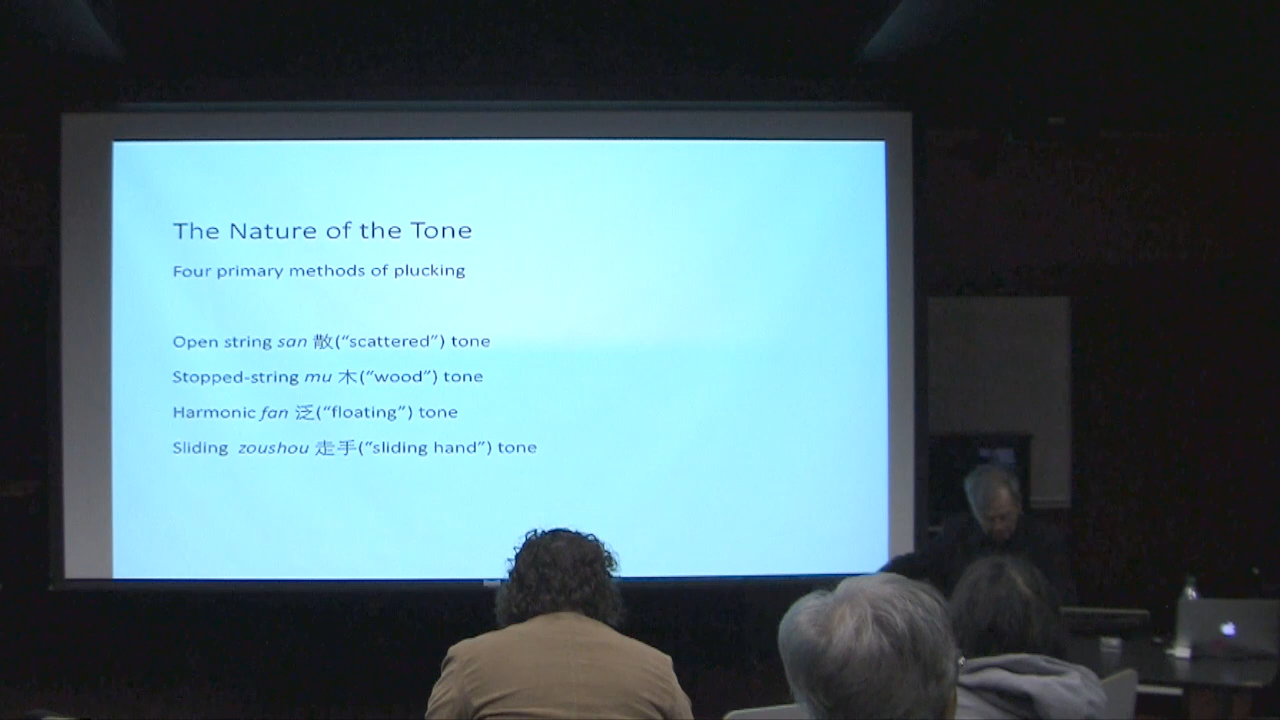 The Nature of the Tone
Four primary methods of plucking
Open string san 散(“scattered”) tone
Stopped-string mu 木(“wood”) tone
Harmonic fan 泛(“floating”) tone
Sliding zoushou 走手(“sliding hand”) tone